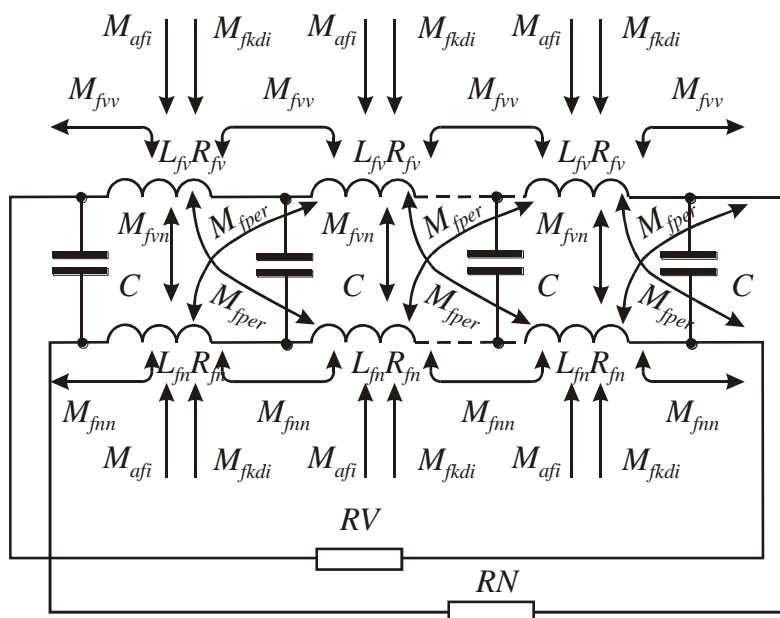 M_afi M_fkdi M_afi M_fkdi M_afi M_fkdi
M_fvv M_fvv M_fvv M_fvv
L_fv R_fv L_fv R_fv L_fv R_fv
M_fvn M_fper M_fvn M_fper M_fvn M_fper
C C C C
M_fper M_fper M_fper
L_fn R_fn L_fn R_fn L_fn R_fn
M_fnn M_fnn M_fnn M_fnn
M_afi M_fkdi M_afi M_fkdi M_afi M_fkdi
RV
RN